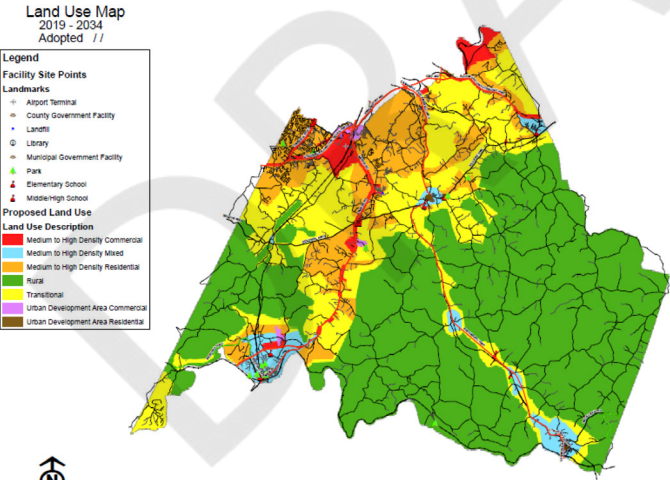 Land Use Map
2019 - 2034
Adopted / /
Legend
Facility Site Points
Landmarks
Airport Terminal
County Government Facility
Landfill
Library
Municipal Government Facility
Park
Elementary School
Middle/High School
Proposed Land Use
Land Use Description
Medium to High Density Commercial
Medium to High Density Mixed
Medium to High Density Residential
Rural
Transitional
Urban Development Area Commercial
Urban Development Area Residential
N